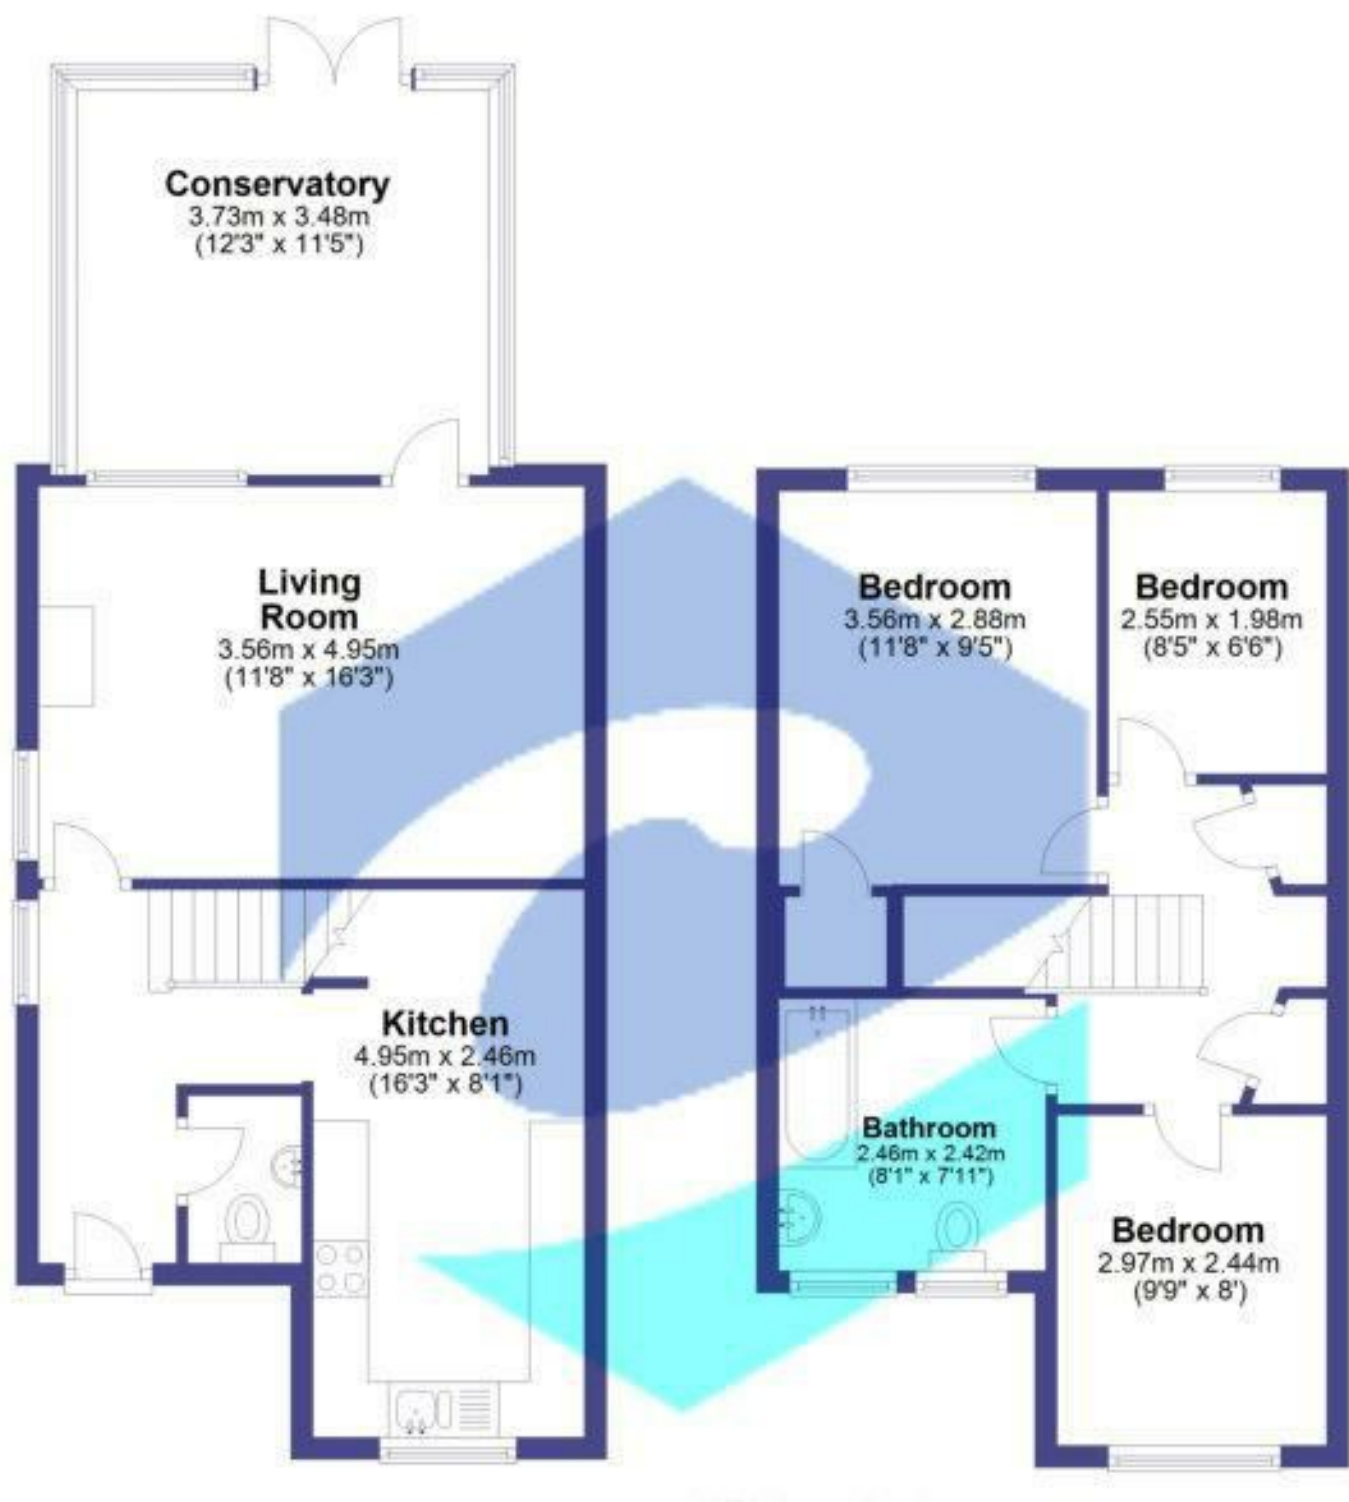 Conservatory
3.73m x 3.48m
(12'3" x 11'5")
Living
Room
3.56m x 4.95m
(11'8" x 16'3")
Kitchen
4.95m x 2.46m
(16'3" x 8'1")
Bedroom
3.56m x 2.88m
(11'8" x 9'5")
Bedroom
2.55m x 1.98m
(8'5" x 6'6")
Bathroom
2.46m x 2.42m
(8'1" x 7'11")
Bedroom
2.97m x 2.44m
(9'9" x 8')